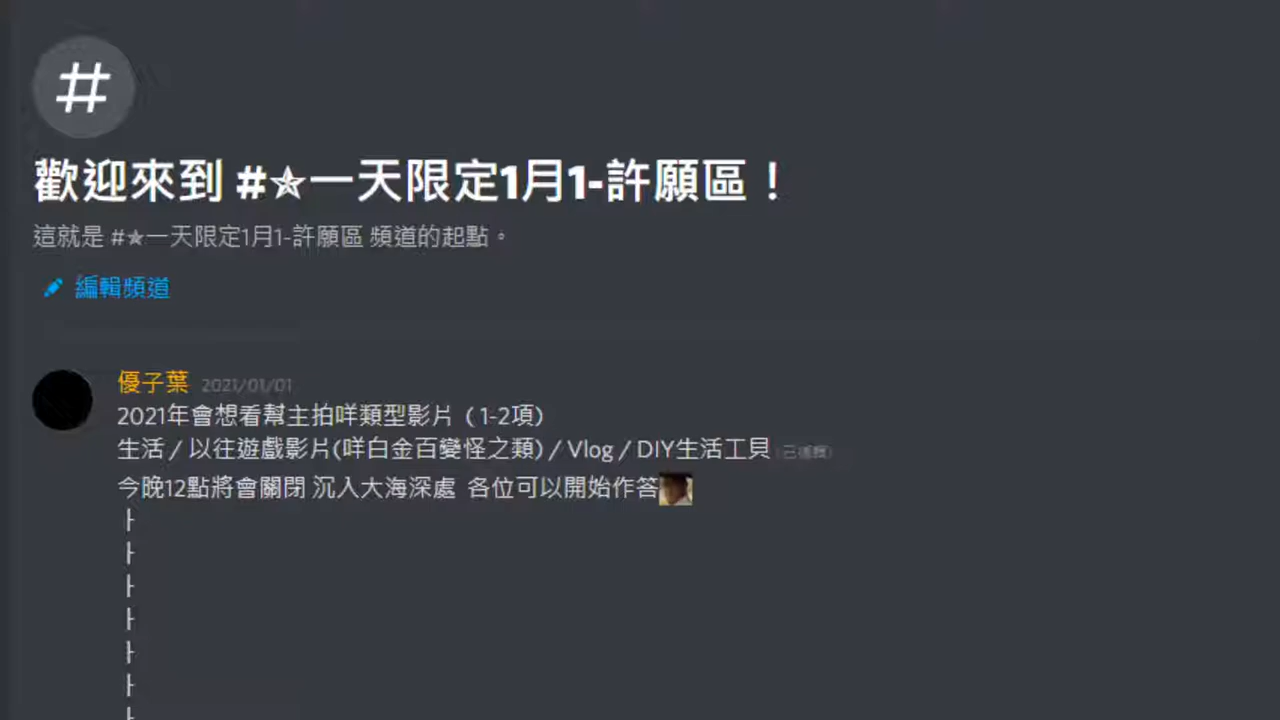 #
歡迎來到 #✯一天限定1月1-許願區！
這就是 #✯一天限定1月1-許願區 頻道的起點。
編輯頻道
優子葉 2021/01/01
2021年會想看幫主拍咩類型影片（1-2項）
生活 / 以往遊戲影片(咩白金百變怪之類) / Vlog / DIY生活工具 (已編輯)
今晚12點將會關閉 沉入大海深處 各位可以開始作答
├
├
├
├
├
├
├